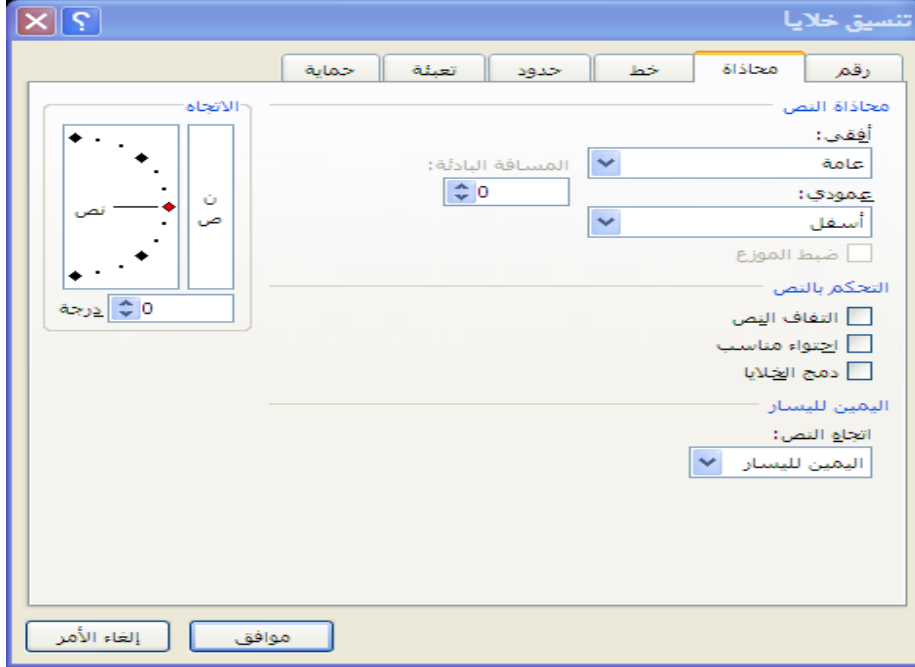 تنسيق خلايا
رقم
محاذاة
خط
حدود
تعبئة
حماية
محاذاة النص
أفقي:
عامة
المسافة البادئة:
0
عمودي:
أسفل
ضبط الموزع
التحكم بالنص
التفاف النص
احتواء مناسب
دمج الخلايا
اليمين لليسار
اتجاه النص:
اليمين لليسار
الاتجاه
ن
ص
نص
0 درجة
موافق
إلغاء الأمر